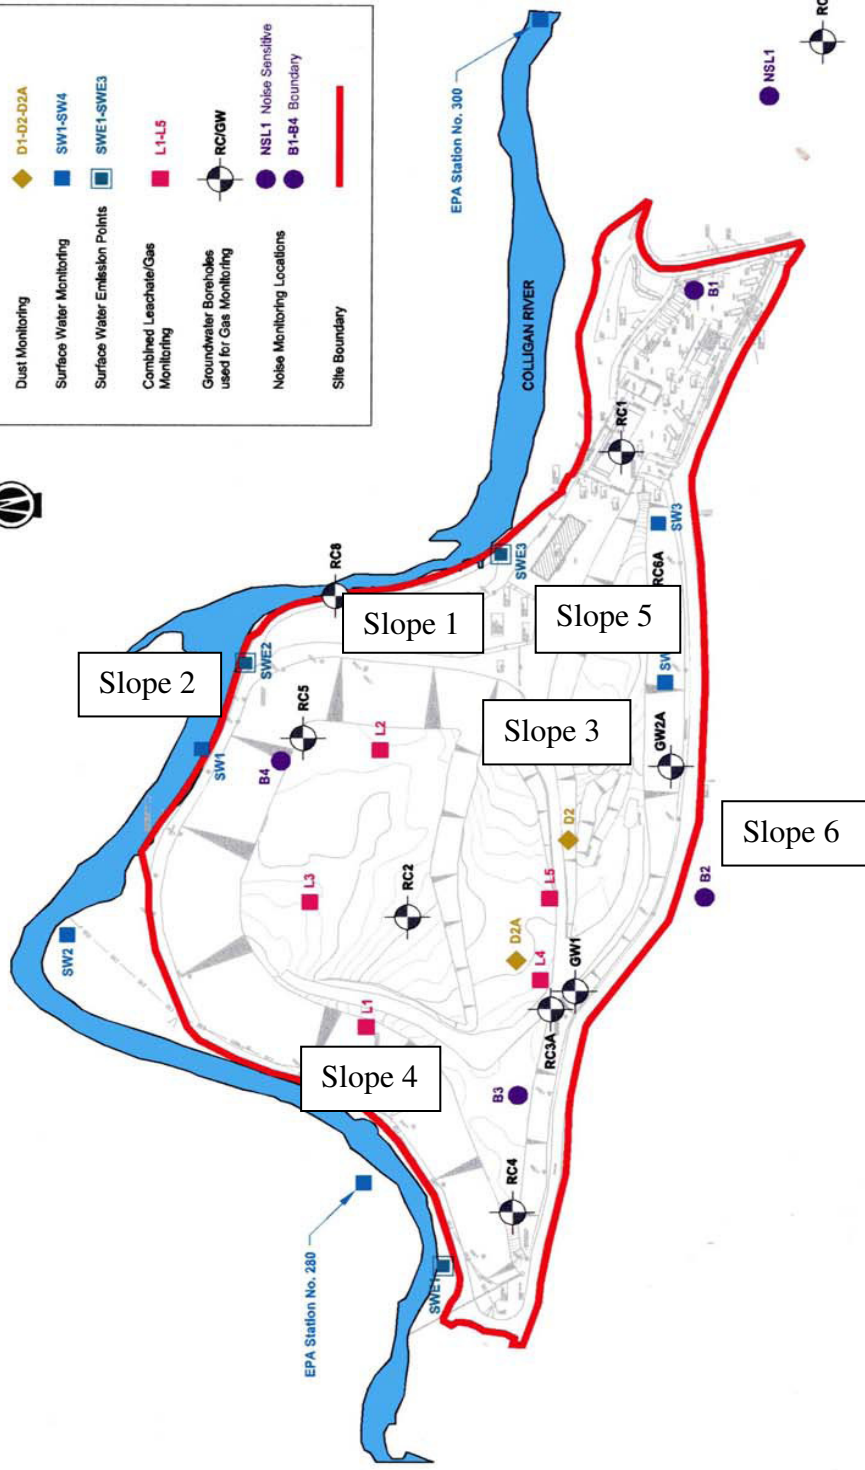 Dust Monitoring
D1-D2-D2A
Surface Water Monitoring
SW1-SW4
Surface Water Emission Points
SWE1-SWE3
Combined Leachate/Gas
Monitoring
L1-L5
Groundwater Boreholes
used for Gas Monitoring
RC/GW
Noise Monitoring Locations
NSL1 Noise Sensitive
B1-B4 Boundary
Site Boundary
N
EPA Station No. 300
COLLIGAN RIVER
NSL1
RC
B1
RC1
SW3
RC6A
SWE3
RC8
Slope 1
Slope 5
SWE2
Slope 2
SW
SW1
RC5
B4
L2
Slope 3
GW2A
D2
Slope 6
B2
L3
RC2
L5
D2A
L4
GW1
RC3A
SW2
L1
Slope 4
B3
RC4
EPA Station No. 280
SWE1